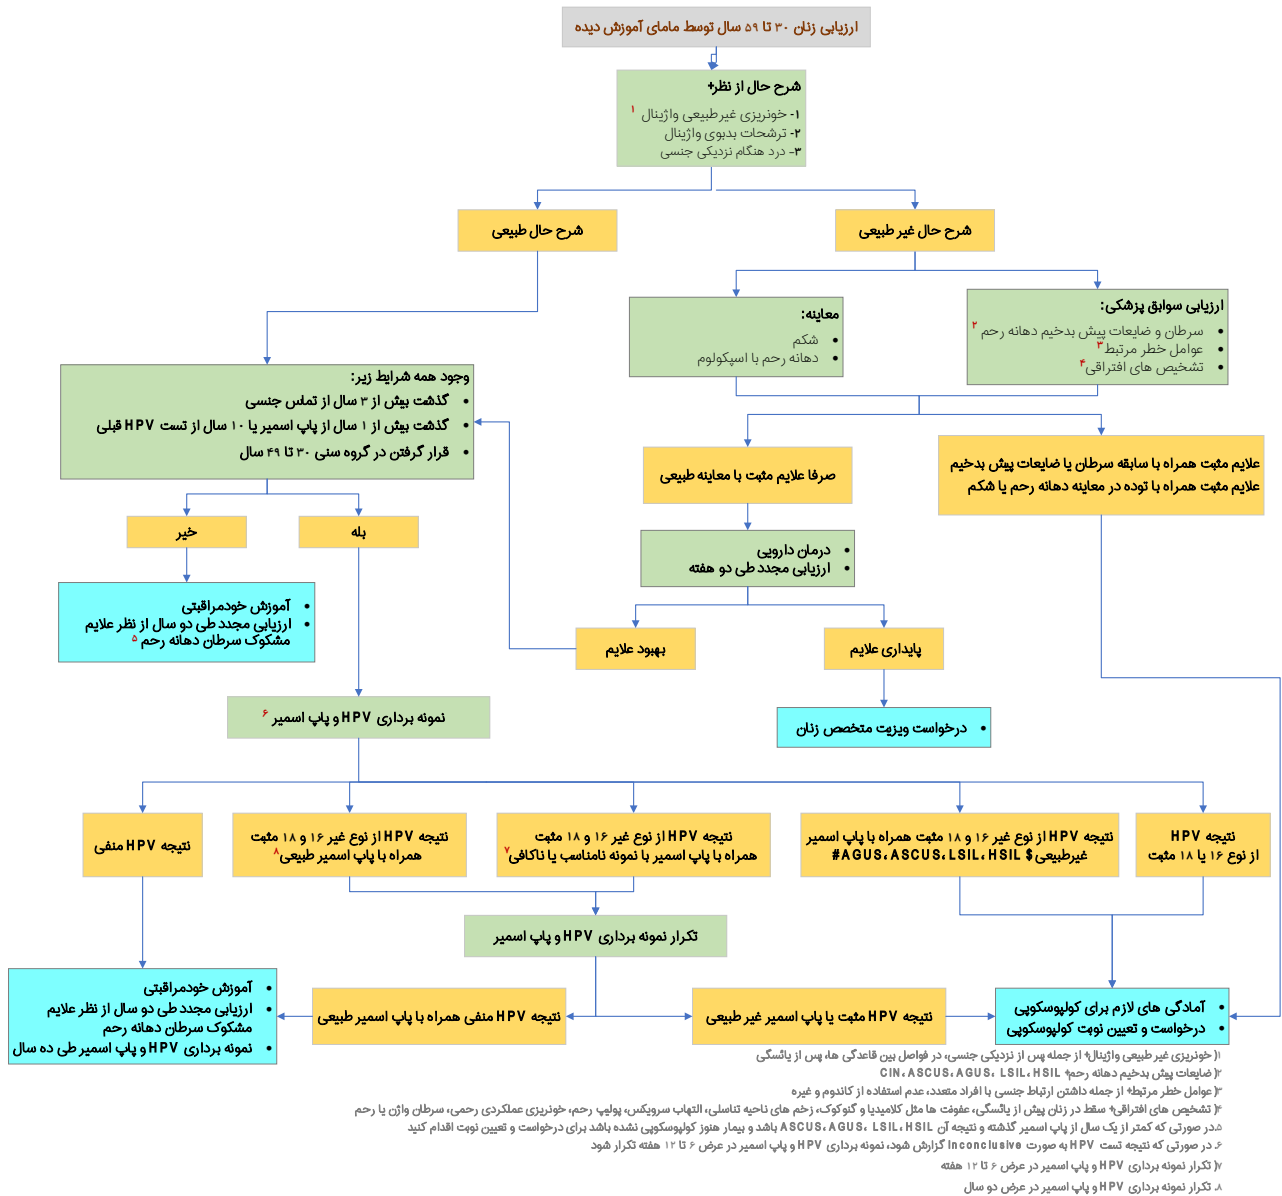 ارزیابی زنان ۳۰ تا ۵۹ سال توسط مامای آموزش دیده
شرح حال از نظر+
۱- خونریزی غیرطبیعی واژینال ۱
۲- ترشحات بدبوی واژینال
۳- درد هنگام نزدیکی جنسی
شرح حال غیر طبیعی
شرح حال طبیعی
ارزیابی سوابق پزشکی:
• سرطان و ضایعات پیش بدخیم دهانه رحم ۲
• عوامل خطر مرتبط ۳
• تشخیص های افتراقی ۴
معاینه:
• شکم
• دهانه رحم با اسپکولوم
وجود همه شرایط زیر:
• گذشت بیش از ۳ سال از تماس جنسی
• گذشت بیش از ۱ سال از پاپ اسمیر یا ۱۰ سال از تست HPV قبلی
• قرار گرفتن در گروه سنی ۳۰ تا ۴۹ سال
علایم مثبت همراه با سابقه سرطان یا ضایعات پیش بدخیم
علایم مثبت همراه با توده در معاینه دهانه رحم یا شکم
صرفا علایم مثبت با معاینه طبیعی
بله
خیر
• درمان دارویی
• ارزیابی مجدد طی دو هفته
• آموزش خودمراقبتی
• ارزیابی مجدد طی دو سال از نظر علایم
مشکوک سرطان دهانه رحم ۵
پایداری علایم
بهبود علایم
• درخواست ویزیت متخصص زنان
نمونه برداری HPV و پاپ اسمیر ۶
نتیجه HPV
از نوع ۱۶ یا ۱۸ مثبت
نتیجه HPV از نوع غیر ۱۶ و ۱۸ مثبت همراه با پاپ اسمیر
غیرطبیعی$ AGUS، ASCUS، LSIL، HSIL#
نتیجه HPV از نوع غیر ۱۶ و ۱۸ مثبت
همراه با پاپ اسمیر با نمونه نامناسب یا ناکافی۷
نتیجه HPV از نوع غیر ۱۶ و ۱۸ مثبت
همراه با پاپ اسمیر طبیعی۸
نتیجه HPV منفی
تکرار نمونه برداری HPV و پاپ اسمیر
• آمادگی های لازم برای کولپوسکوپی
• درخواست و تعیین نوبت کولپوسکوپی
نتیجه HPV مثبت یا پاپ اسمیر غیر طبیعی
نتیجه HPV منفی همراه با پاپ اسمیر طبیعی
• آموزش خودمراقبتی
• ارزیابی مجدد طی دو سال از نظر علایم
مشکوک سرطان دهانه رحم
• نمونه برداری HPV و پاپ اسمیر طی ده سال
۱( خونریزی غیر طبیعی واژینال+ از جمله پس از نزدیکی جنسی، در فواصل بین قاعدگی ها، پس از یائسگی
۲( ضایعات پیش بدخیم دهانه رحم+ CIN، ASCUS، AGUS، LSIL، HSIL
۳( عوامل خطر مرتبط+ از جمله داشتن ارتباط جنسی با افراد متعدد، عدم استفاده از کاندوم و غیره
۴( تشخیص های افتراقی+ سقط در زنان پیش از یائسگی، عفونت ها مثل کلامیدیا و گنوکوک، زخم های ناحیه تناسلی، التهاب سرویکس، پولیپ رحم، خونریزی عملکردی رحمی، سرطان واژن یا رحم
۵. در صورتی که کمتر از یک سال از پاپ اسمیر گذشته و نتیجه آن ASCUS، AGUS، LSIL، HSIL باشد و بیمار هنوز کولپوسکوپی نشده باشد برای درخواست و تعیین نوبت اقدام کنید
۶. در صورتی که نتیجه تست HPV به صورت Inconclusive گزارش شود، نمونه برداری HPV و پاپ اسمیر در عرض ۶ تا ۱۲ هفته تکرار شود
۷( تکرار نمونه برداری HPV و پاپ اسمیر در عرض ۶ تا ۱۲ هفته
۸. تکرار نمونه برداری HPV و پاپ اسمیر در عرض دو سال